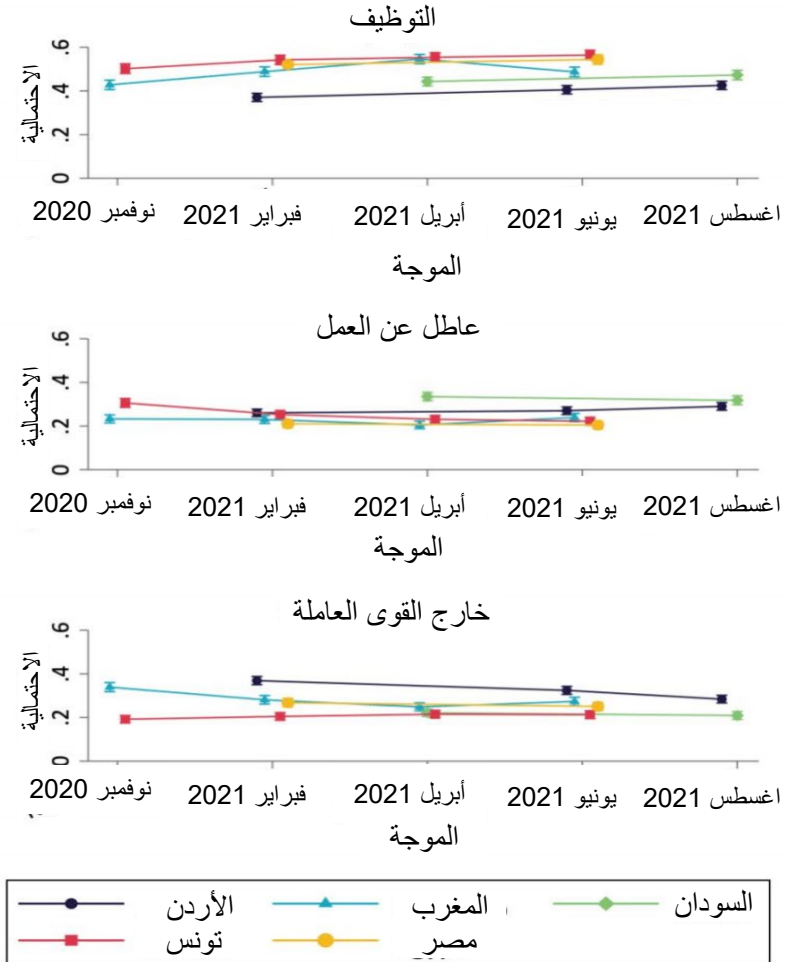 التوظيف
الاحتمالية
.6
.4
.2
0
نوفمبر 2020 فبراير 2021 أبريل 2021 يونيو 2021 اغسطس 2021
الموجة
عاطل عن العمل
الاحتمالية
.6
.4
.2
0
نوفمبر 2020 فبراير 2021 أبريل 2021 يونيو 2021 اغسطس 2021
الموجة
خارج القوى العاملة
الاحتمالية
.6
.4
.2
0
نوفمبر 2020 فبراير 2021 أبريل 2021 يونيو 2021 اغسطس 2021
الموجة
الأردن المغرب السودان
تونس مصر